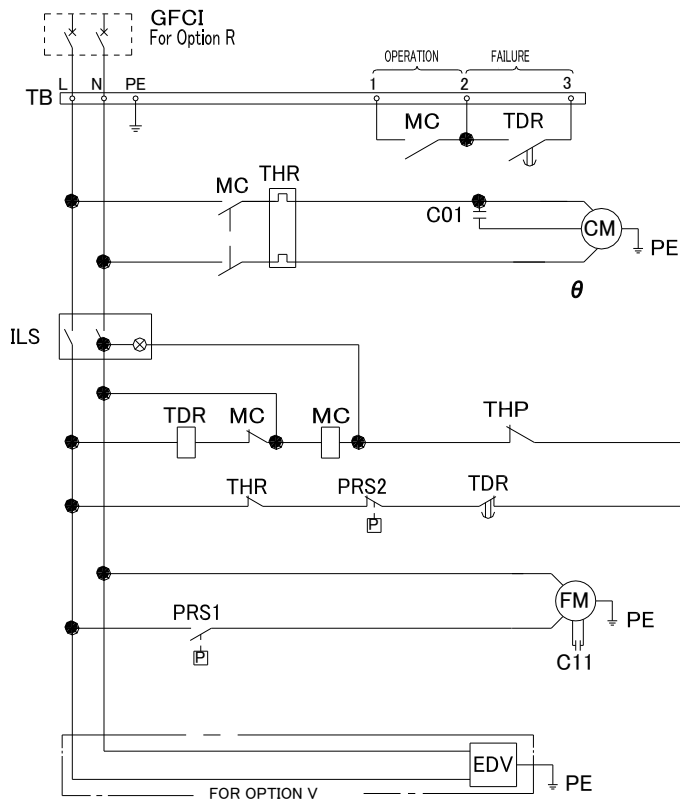 GFCI
For Option R
OPERATION FAILURE
L N PE 1 2 3
TB
MC TDR
MC THR
C01 CM
PE
θ
ILS
TDR MC MC THP
THR PRS2 TDR
P
FM
PRS1 PE
P
C11
EDV
PE
FOR OPTION V